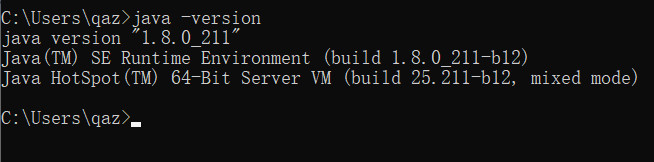 C:\Users\qaz>java -version
java version "1.8.0_211"
Java(TM) SE Runtime Environment (build 1.8.0_211-b12)
Java HotSpot(TM) 64-Bit Server VM (build 25.211-b12, mixed mode)
C:\Users\qaz>